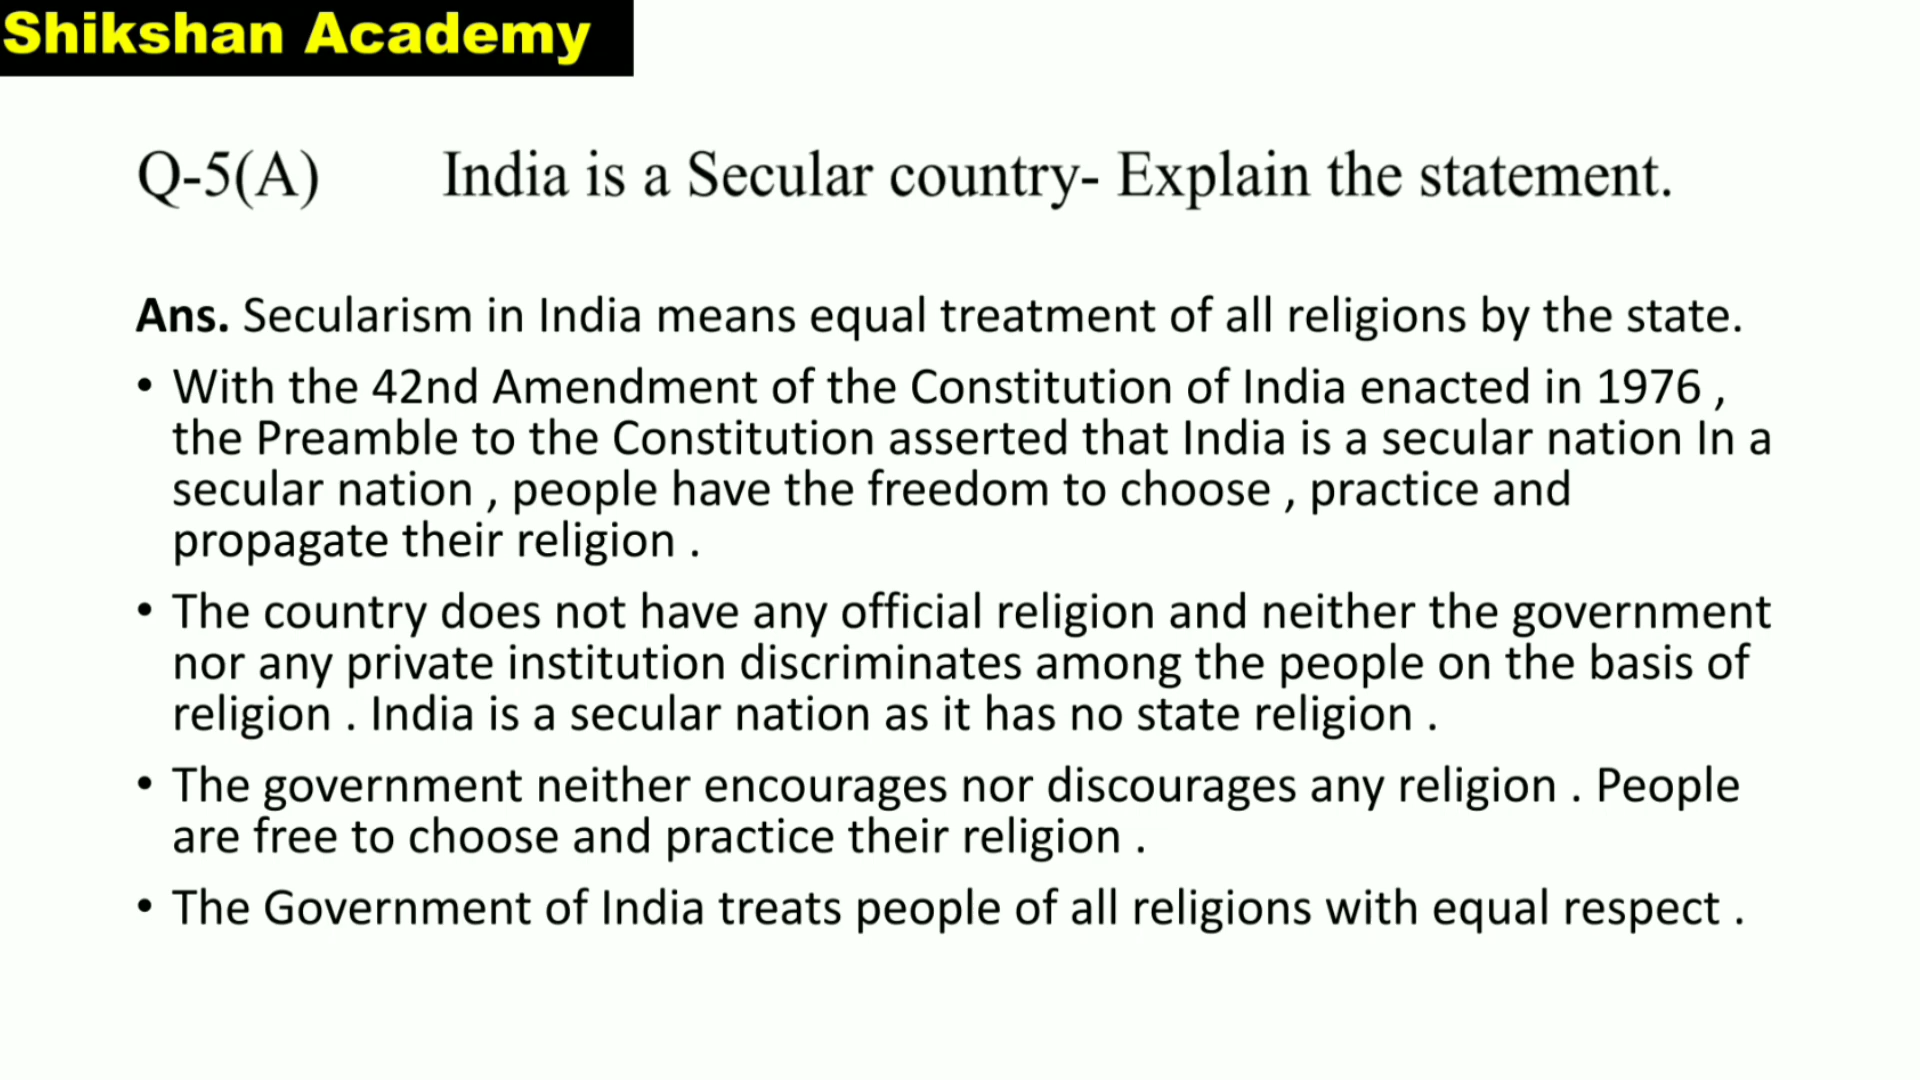 Shikshan Academy
Q-5(A) India is a Secular country- Explain the statement.
Ans. Secularism in India means equal treatment of all religions by the state.
• With the 42nd Amendment of the Constitution of India enacted in 1976 ,
the Preamble to the Constitution asserted that India is a secular nation In a
secular nation , people have the freedom to choose , practice and
propagate their religion .
• The country does not have any official religion and neither the government
nor any private institution discriminates among the people on the basis of
religion . India is a secular nation as it has no state religion .
• The government neither encourages nor discourages any religion . People
are free to choose and practice their religion .
• The Government of India treats people of all religions with equal respect .